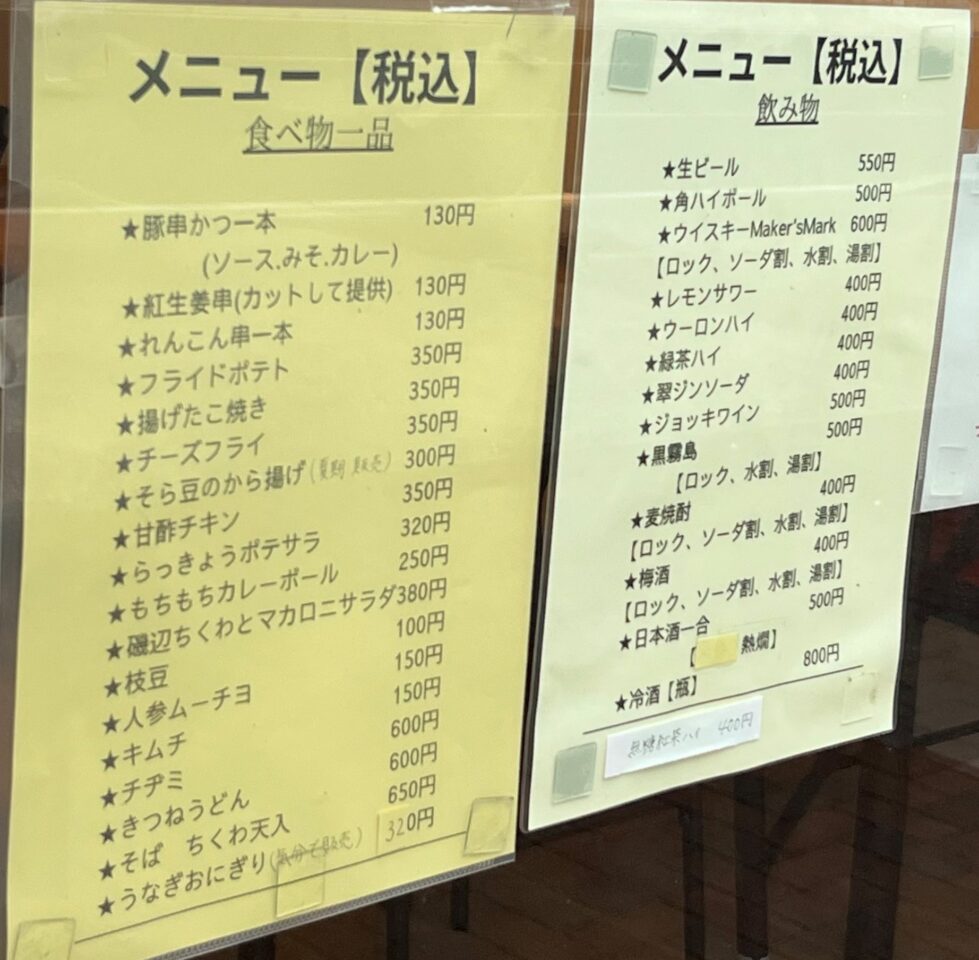 メニュー【税込】
食べ物一品
★豚串かつ一本 130円
(ソース.みそ.カレー)
★紅生姜串(カットして提供) 130円
★れんこん串一本 130円
★フライドポテト 350円
★揚げたこ焼き 350円
★チーズフライ 350円
★そら豆のから揚げ(夏期販売) 300円
★甘酢チキン 350円
★らっきょうポテサラ 320円
★もちもちカレーボール 250円
★磯辺ちくわとマカロニサラダ380円
★枝豆 100円
★人参ムーチヨ 150円
★キムチ 150円
★チヂミ 600円
★きつねうどん 600円
★そば ちくわ天入 650円
★うなぎおにぎり(気分で販売) 320円
メニュー【税込】
飲み物
★生ビール 550円
★角ハイボール 500円
★ウイスキーMaker'sMark 600円
【ロック、ソーダ割、水割、湯割】
★レモンサワー 400円
★ウーロンハイ 400円
★緑茶ハイ 400円
★翠ジンソーダ 400円
★ジョッキワイン 500円
★黒霧島 500円
【ロック、水割、湯割】
★麦焼酎 400円
【ロック、ソーダ割、水割、湯割】
★梅酒 400円
【ロック、ソーダ割、水割、湯割】
★日本酒一合 500円
【 熱燗】
★冷酒【瓶】 800円
無糖紅茶ハイ 400円